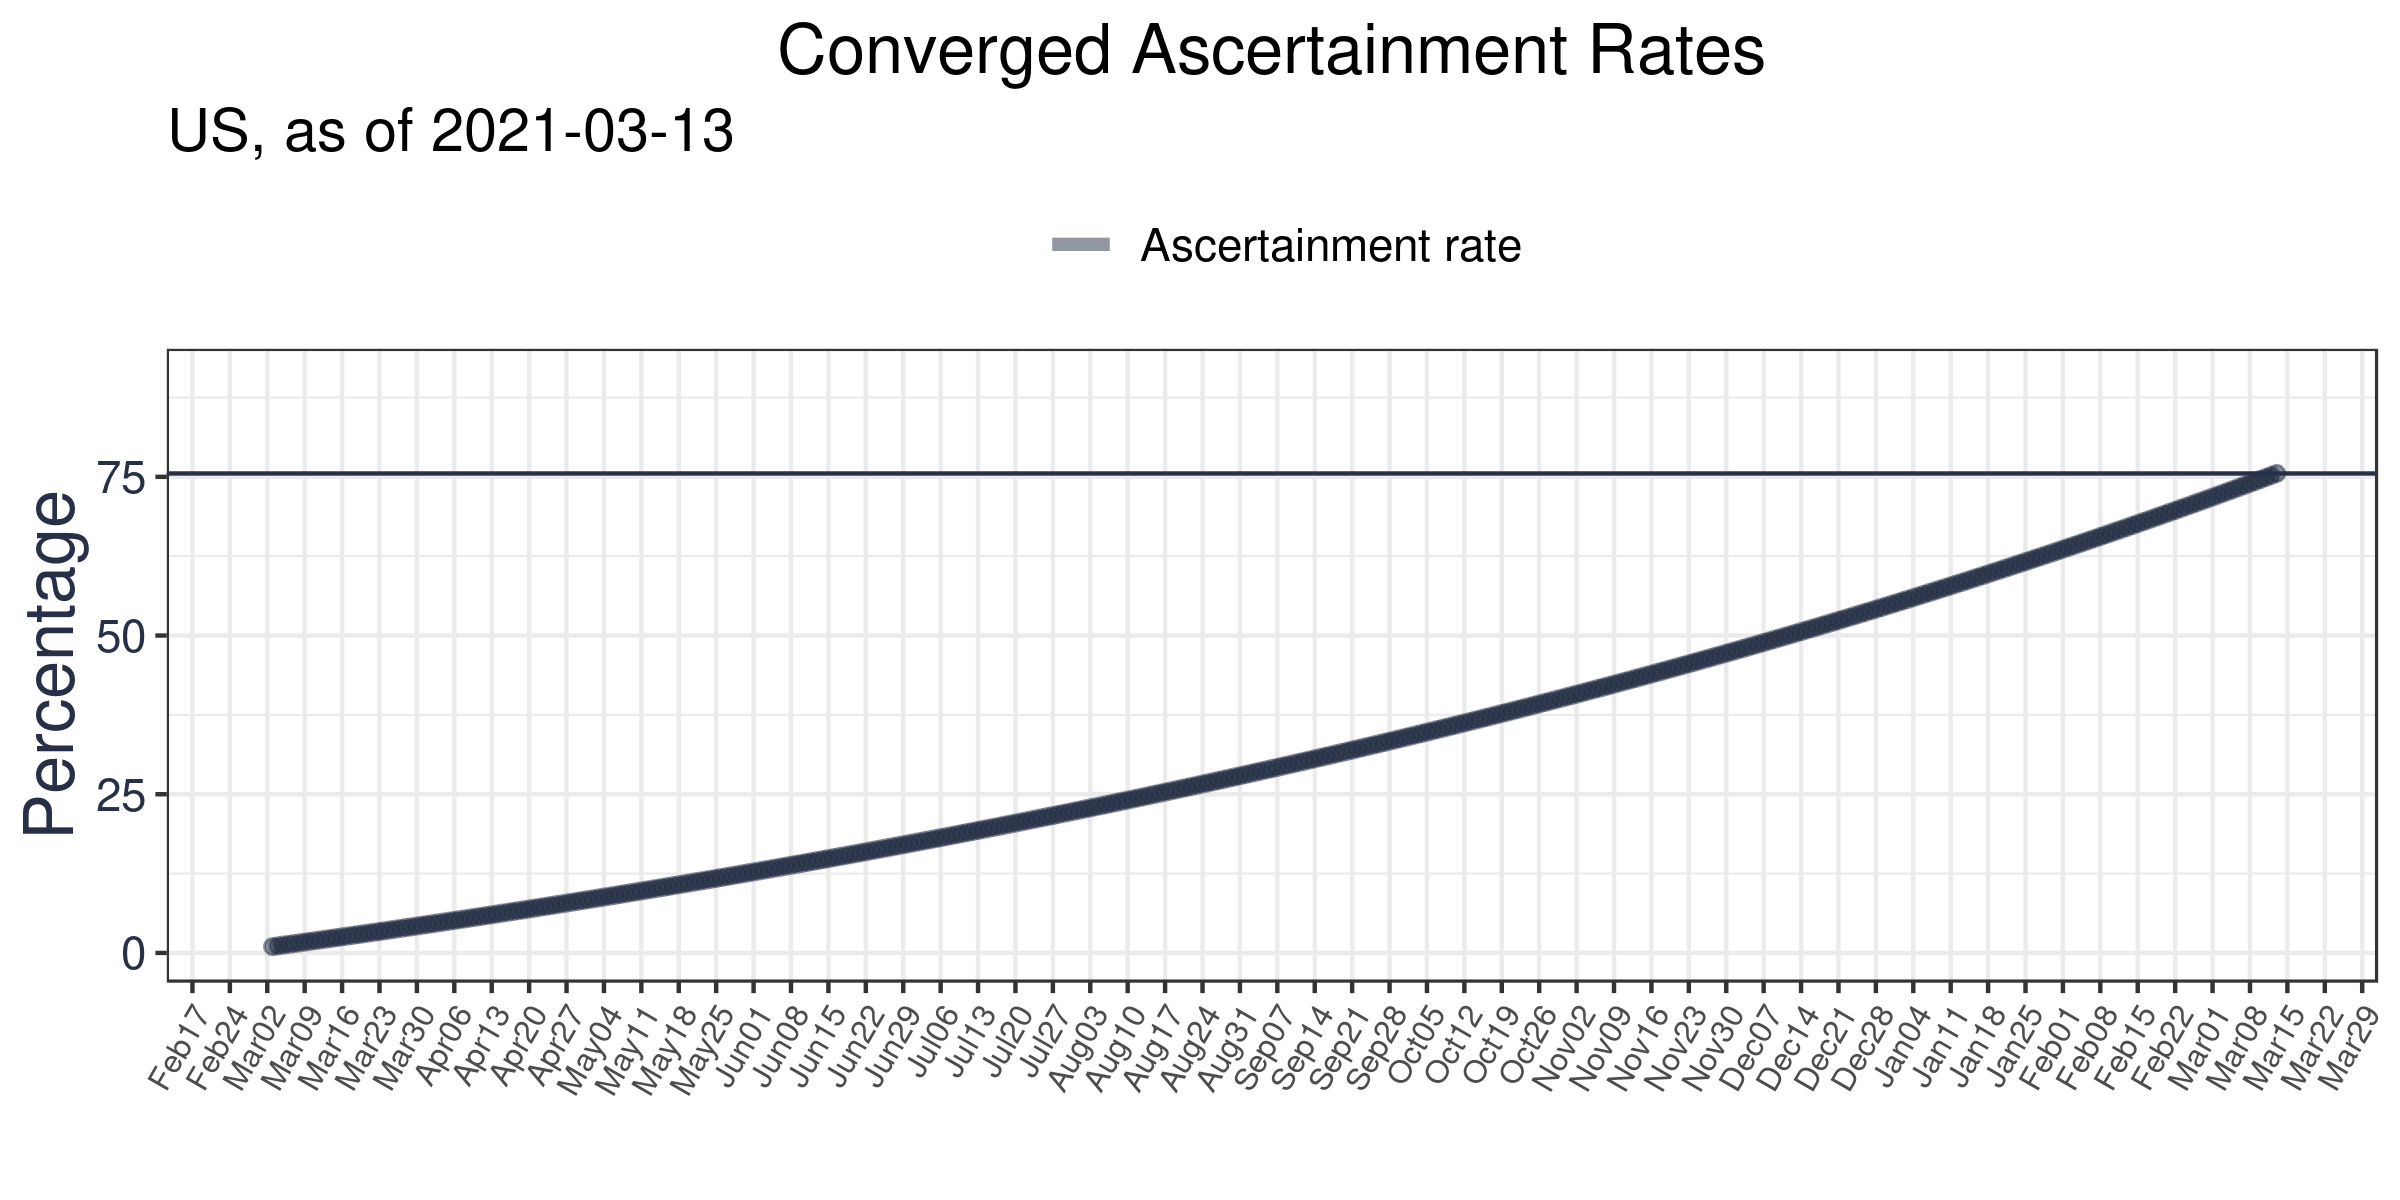 Converged Ascertainment Rates
US, as of 2021-03-13
Ascertainment rate
Percentage
75
50
25
0
Feb17
Feb24
Mar02
Mar09
Mar16
Mar23
Mar30
Apr06
Apr13
Apr20
Apr27
May04
May11
May18
May25
Jun01
Jun08
Jun15
Jun22
Jun29
Jul06
Jul13
Jul20
Jul27
Aug03
Aug10
Aug17
Aug24
Aug31
Sep07
Sep14
Sep21
Sep28
Oct05
Oct12
Oct19
Oct26
Nov02
Nov09
Nov16
Nov23
Nov30
Dec07
Dec14
Dec21
Dec28
Jan04
Jan11
Jan18
Jan25
Feb01
Feb08
Feb15
Feb22
Mar01
Mar08
Mar15
Mar22
Mar29